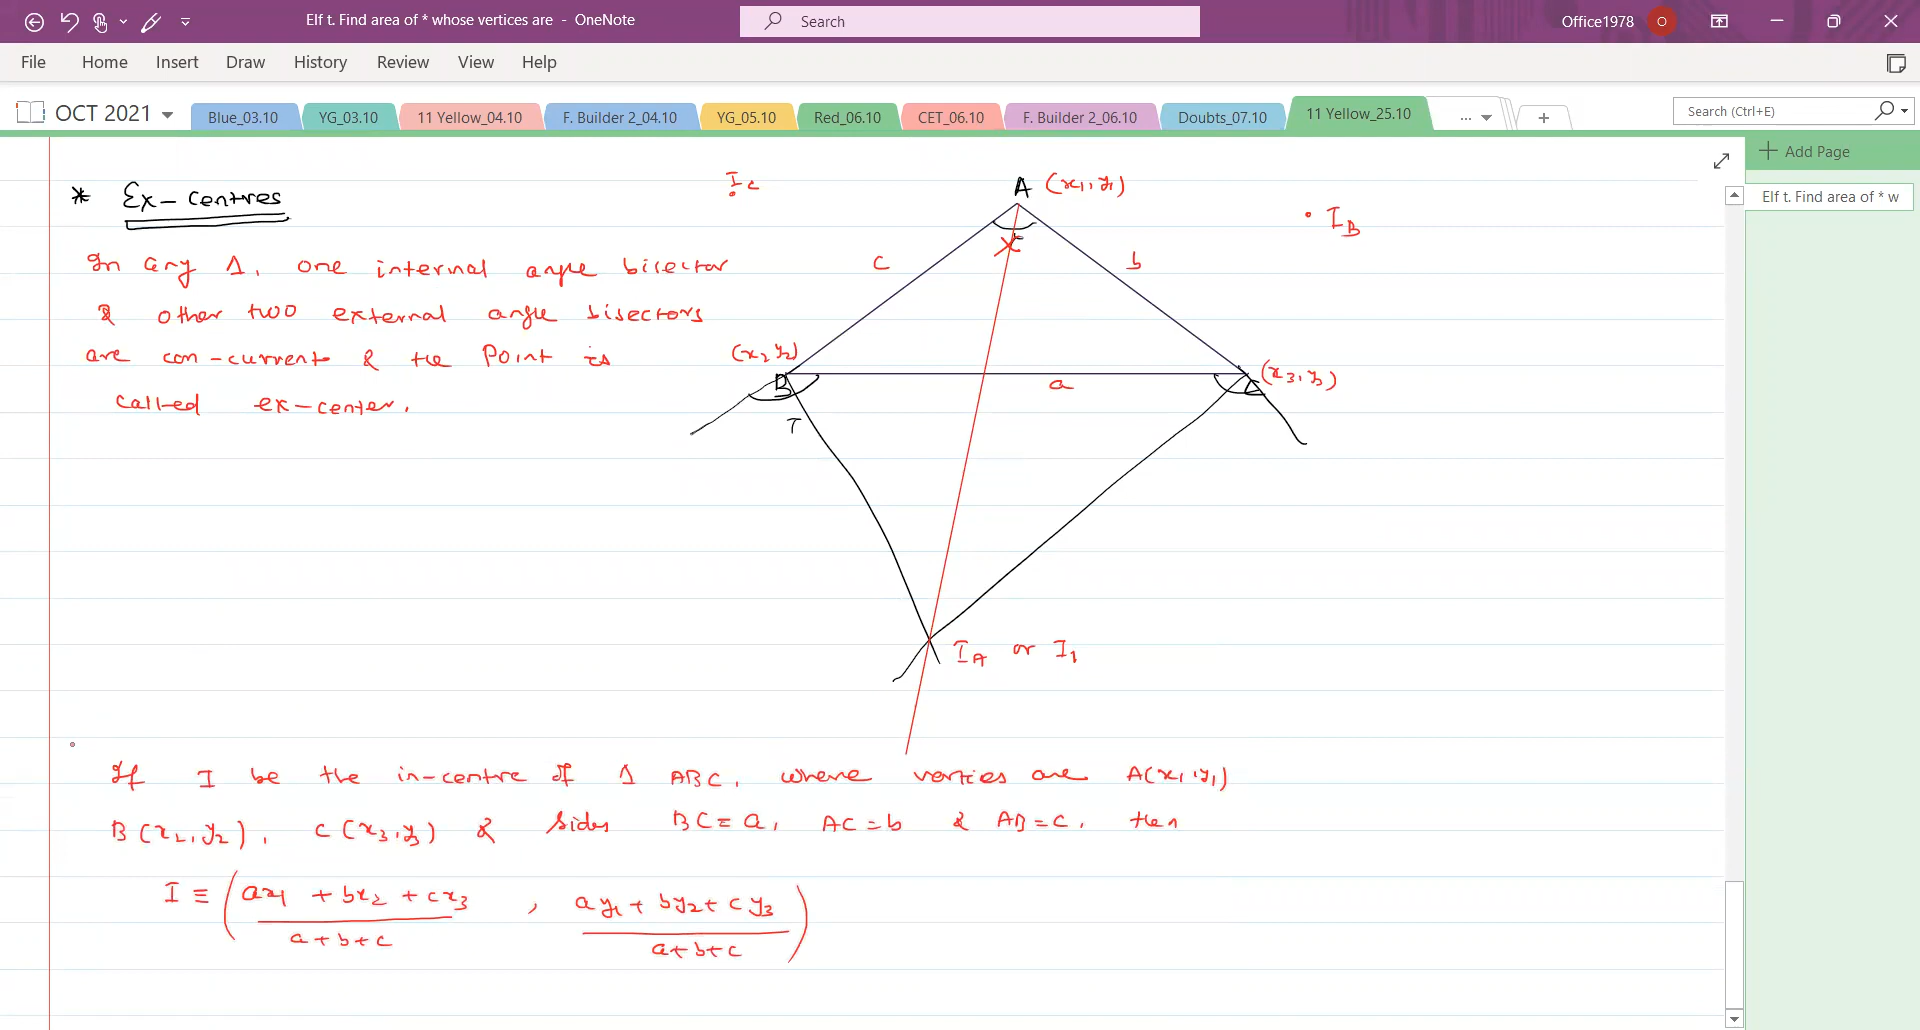 Elf t. Find area of * whose vertices are - OneNote
Search
Office1978
O
File Home Insert Draw History Review View Help
OCT 2021
Blue_03.10 YG_03.10 11 Yellow_04.10 F. Builder 2_04.10 YG_05.10 Red_06.10 CET_06.10 F. Builder 2_06.10 Doubts_07.10 11 Yellow_25.10 ... +
Search (Ctrl+E)
Add Page
Elf t. Find area of * w
* Ex-Centres
In any Δ, one internal angle bisector
& other two external angle bisectors
are con-current & the Point is
called ex-center.
Ic
A (x₁, y₁)
I_B
c
b
(x₂ y₂)
B
a
C (x₃, y₃)
I_A or I₁
If I be the in-centre of Δ ABC, where verties are A(x₁, y₁)
B(x₂, y₂), C(x₃, y₃) & sides BC = a, AC = b & AB = c, then
I ≡ ( ax₁ + bx₂ + cx₃ / a+b+c , ay₁ + by₂ + cy₃ / a+b+c )